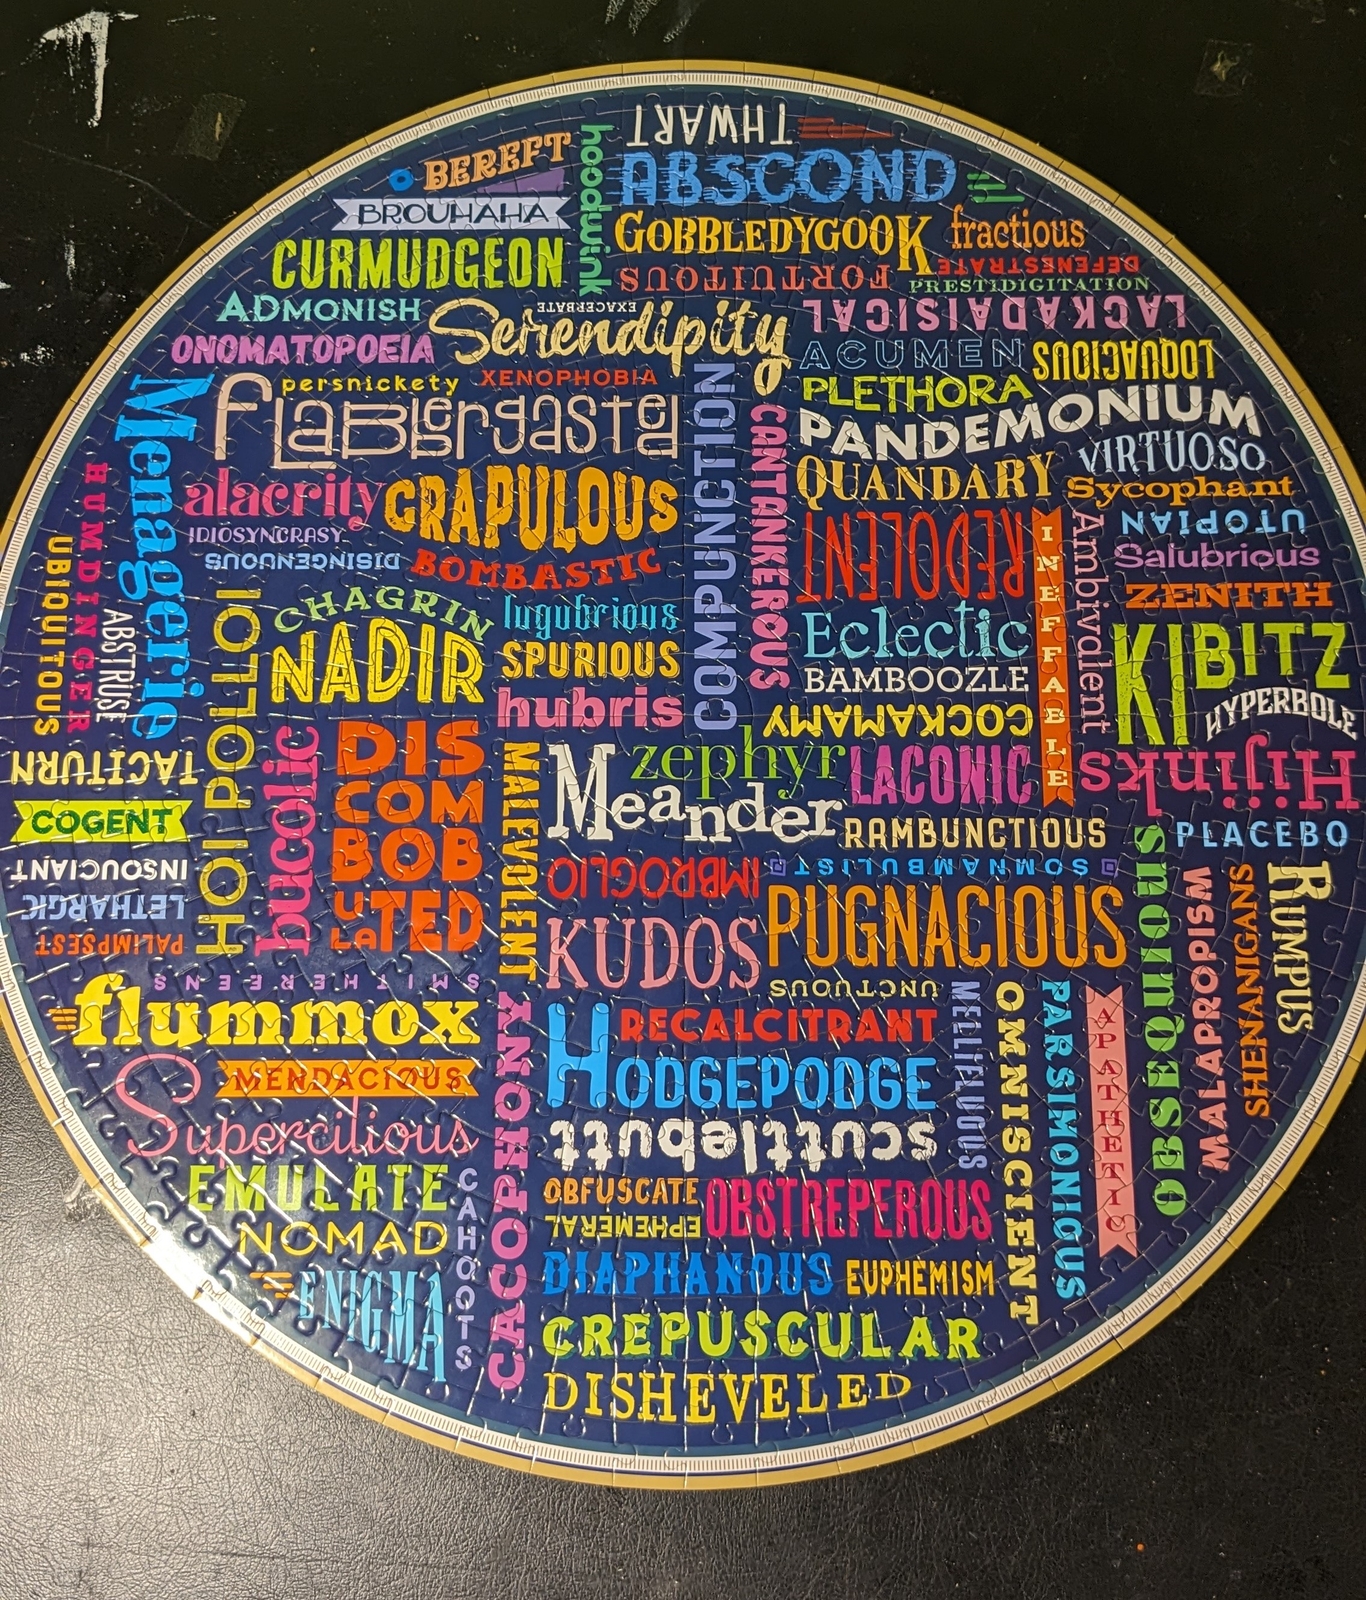 THWART
BEREFT
hoodwink
ABSCOND
BROUHAHA
GOBBLEDYGOOK
fractious
CURMUDGEON
FORTUITOUS
DEFENESTRATE
PRESTIDIGITATION
ADMONISH
EXACERBATE
Serendipity
LACKADAISICAL
ONOMATOPOEIA
ACUMEN
LOQUACIOUS
persnickety
XENOPHOBIA
PLETHORA
Menagerie
FLABBERgasted
COMPUNCTION
CANTANKEROUS
PANDEMONIUM
VIRTUOSO
alacrity
CRAPULOUS
QUANDARY
Sycophant
HUMDINGER
IDIOSYNCRASY
REDOLENT
INEFFABLE
Ambivalent
UTOPIAN
UBIQUITOUS
DISINGENUOUS
BOMBASTIC
Salubrious
ABSTRUSE
HOI POLLOI
CHAGRIN
lugubrious
Eclectic
ZENITH
NADIR
SPURIOUS
BAMBOOZLE
KIBITZ
hubris
COCKAMAMY
HYPERBOLE
TACITURN
bucolic
DIS
COM
BOB
ULATED
MALEVOLENT
zephyr
Meander
LACONIC
Hijinks
COGENT
RAMBUNCTIOUS
PLACEBO
INSOUCIANT
IMBROGLIO
SOMNAMBULIST
OBSEQUIOUS
MALAPROPISM
SHENANIGANS
RUMPUS
LETHARGIC
KUDOS
PUGNACIOUS
PALIMPSEST
SMITHEREENS
UNCTUOUS
flummox
CACOPHONY
RECALCITRANT
MELLIFLUOUS
OMNISCIENT
PARSIMONIOUS
APATHETIC
MENDACIOUS
HODGEPODGE
Supercilious
scuttlebutt
EMULATE
CAHOOTS
OBFUSCATE
OBSTREPEROUS
NOMAD
EPHEMERAL
ENIGMA
DIAPHANOUS
EUPHEMISM
CREPUSCULAR
DISHEVELED